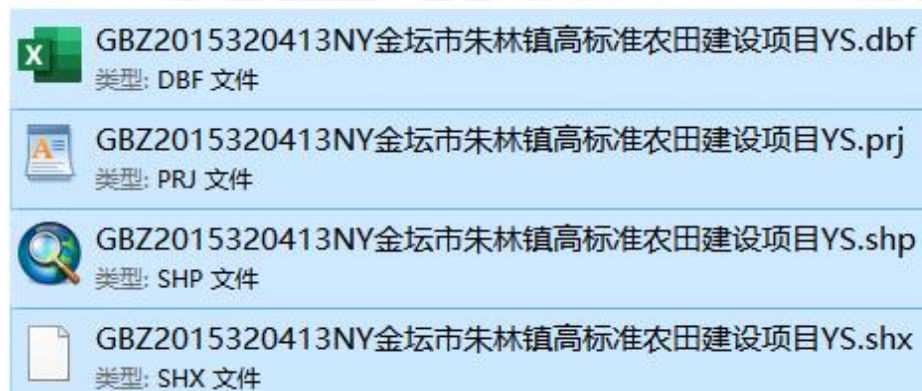 GBZ2015320413NY金坛市朱林镇高标准农田建设项目YS.dbf
类型: DBF 文件
GBZ2015320413NY金坛市朱林镇高标准农田建设项目YS.prj
类型: PRJ 文件
GBZ2015320413NY金坛市朱林镇高标准农田建设项目YS.shp
类型: SHP 文件
GBZ2015320413NY金坛市朱林镇高标准农田建设项目YS.shx
类型: SHX 文件